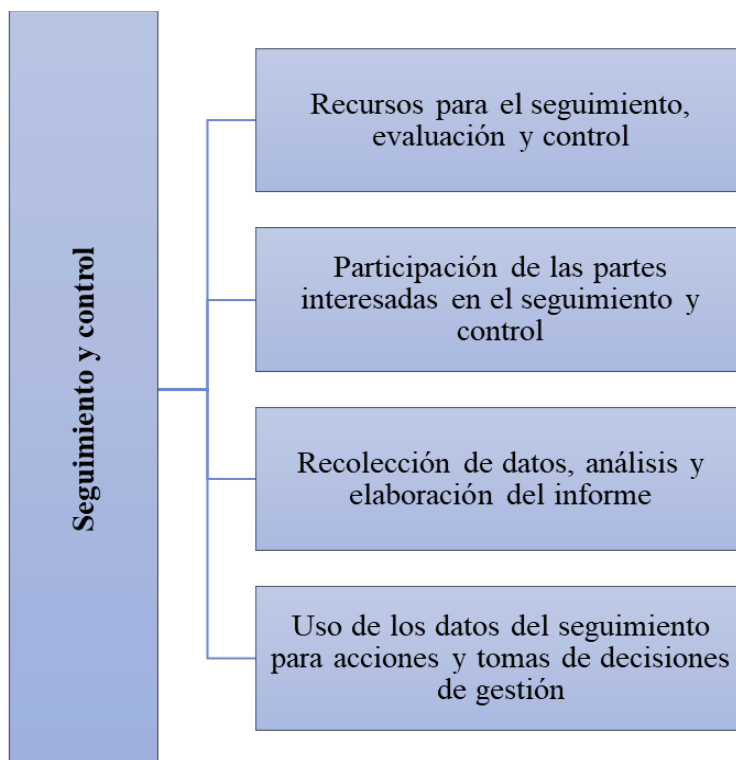 Seguimiento y control
Recursos para el seguimiento,
evaluación y control
Participación de las partes
interesadas en el seguimiento y
control
Recolección de datos, análisis y
elaboración del informe
Uso de los datos del seguimiento
para acciones y tomas de decisiones
de gestión